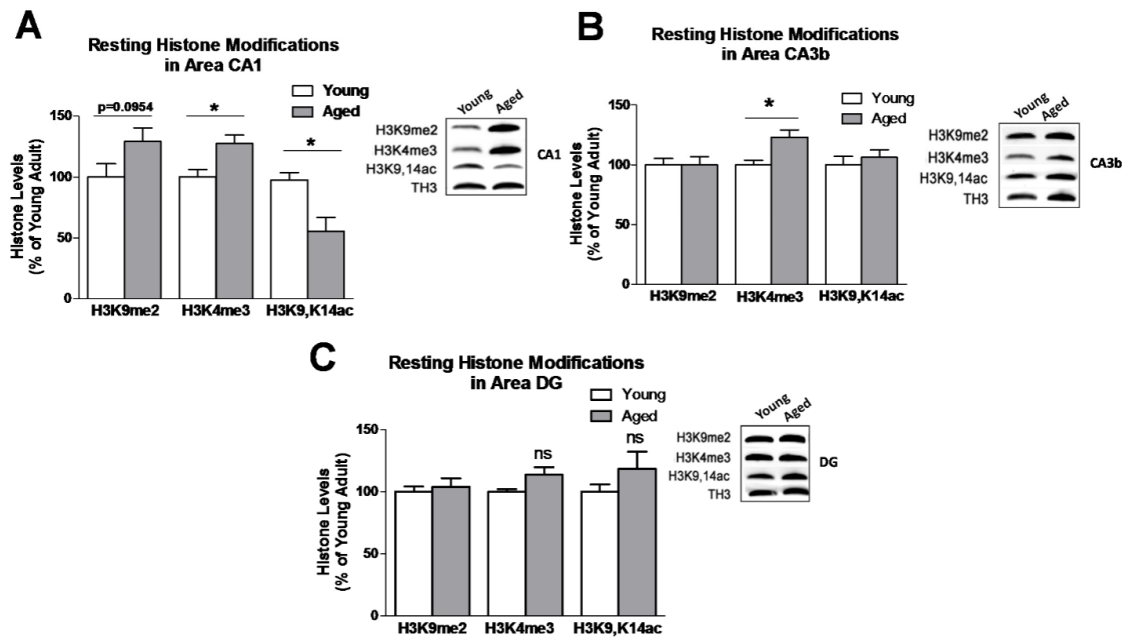 A
Resting Histone Modifications
in Area CA1
Young
Aged
Histone Levels
(% of Young Adult)
150
100
50
0
p=0.0954
*
*
H3K9me2
H3K4me3
H3K9,K14ac
Young
Aged
H3K9me2
H3K4me3
H3K9,14ac
TH3
CA1
B
Resting Histone Modifications
in Area CA3b
Young
Aged
Histone Levels
(% of Young Adult)
150
100
50
0
*
H3K9me2
H3K4me3
H3K9,K14ac
Young
Aged
H3K9me2
H3K4me3
H3K9,14ac
TH3
CA3b
C
Resting Histone Modifications
in Area DG
Young
Aged
Histone Levels
(% of Young Adult)
150
100
50
0
ns
ns
H3K9me2
H3K4me3
H3K9,K14ac
Young
Aged
H3K9me2
H3K4me3
H3K9,14ac
TH3
DG